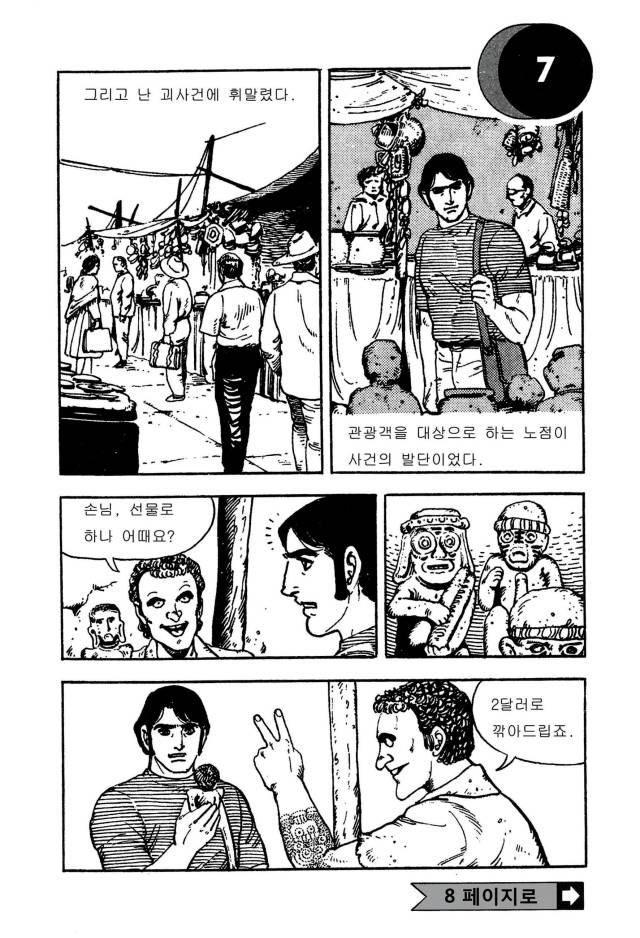 7
그리고 난 괴사건에 휘말렸다.
관광객을 대상으로 하는 노점이
사건의 발단이었다.
손님, 선물로
하나 어때요?
2달러로
깎아드립죠.
8 페이지로